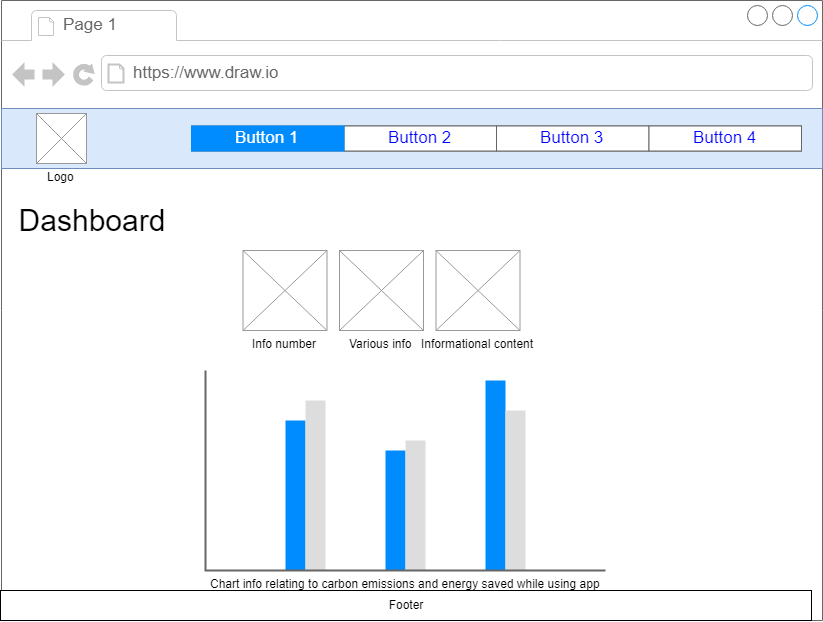 Page 1
https://www.draw.io
Button 1 Button 2 Button 3 Button 4
Logo
Dashboard
Info number Various info Informational content
Chart info relating to carbon emissions and energy saved while using app
Footer